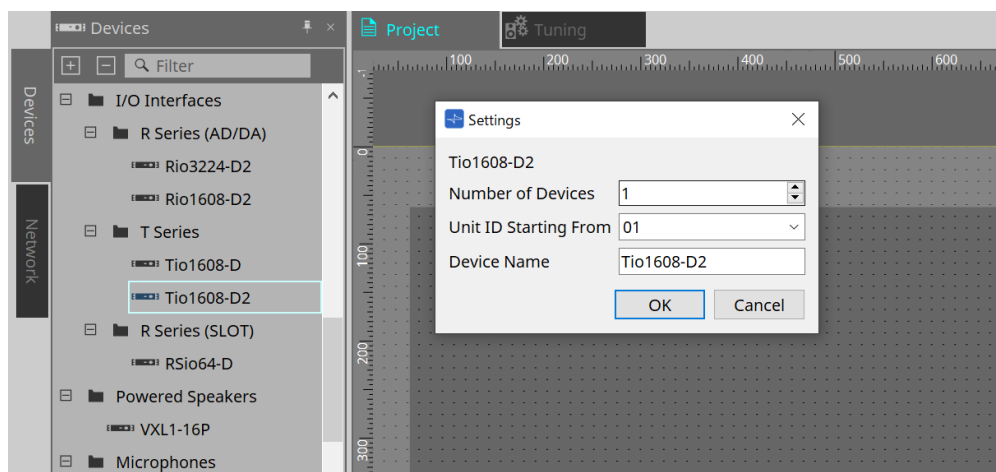 Devices
Project
Tuning
Filter
100 200 300 400 500 600
Devices
Network
I/O Interfaces
R Series (AD/DA)
Rio3224-D2
Rio1608-D2
T Series
Tio1608-D
Tio1608-D2
R Series (SLOT)
RSio64-D
Powered Speakers
VXL1-16P
Microphones
0
100
200
300
Settings
Tio1608-D2
Number of Devices 1
Unit ID Starting From 01
Device Name Tio1608-D2
OK Cancel